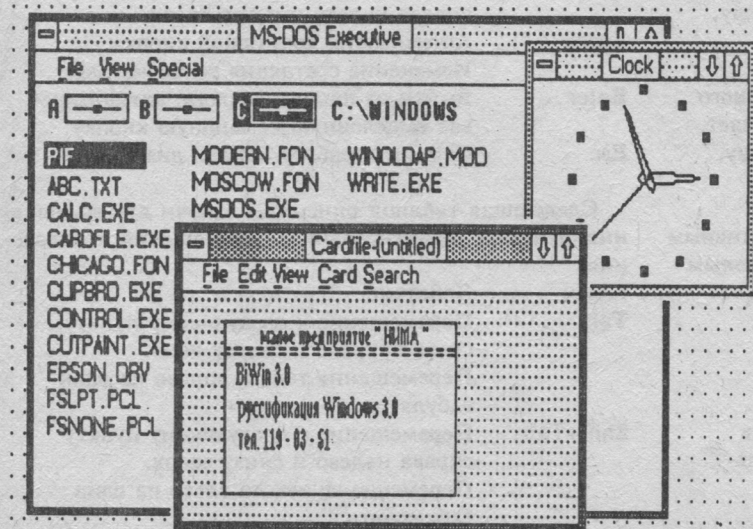 MS-DOS Executive
File View Special
A B C C:\WINDOWS
PIF MODERN.FON WINOLDAP.MOD
ABC.TXT MOSCOW.FON WRITE.EXE
CALC.EXE MSDOS.EXE
CARDFILE.EXE
CHICAGO.FON
CLIPBRD.EXE
CONTROL.EXE
CUTPAINT.EXE
EPSON.DRV
FSLPT.PCL
FSNONE.PCL
Clock
Cardfile-(untitled)
File Edit View Card Search
малое предприятие "НИМА"
BiWin 3.0
русификация Windows 3.0
тел. 119-03-51